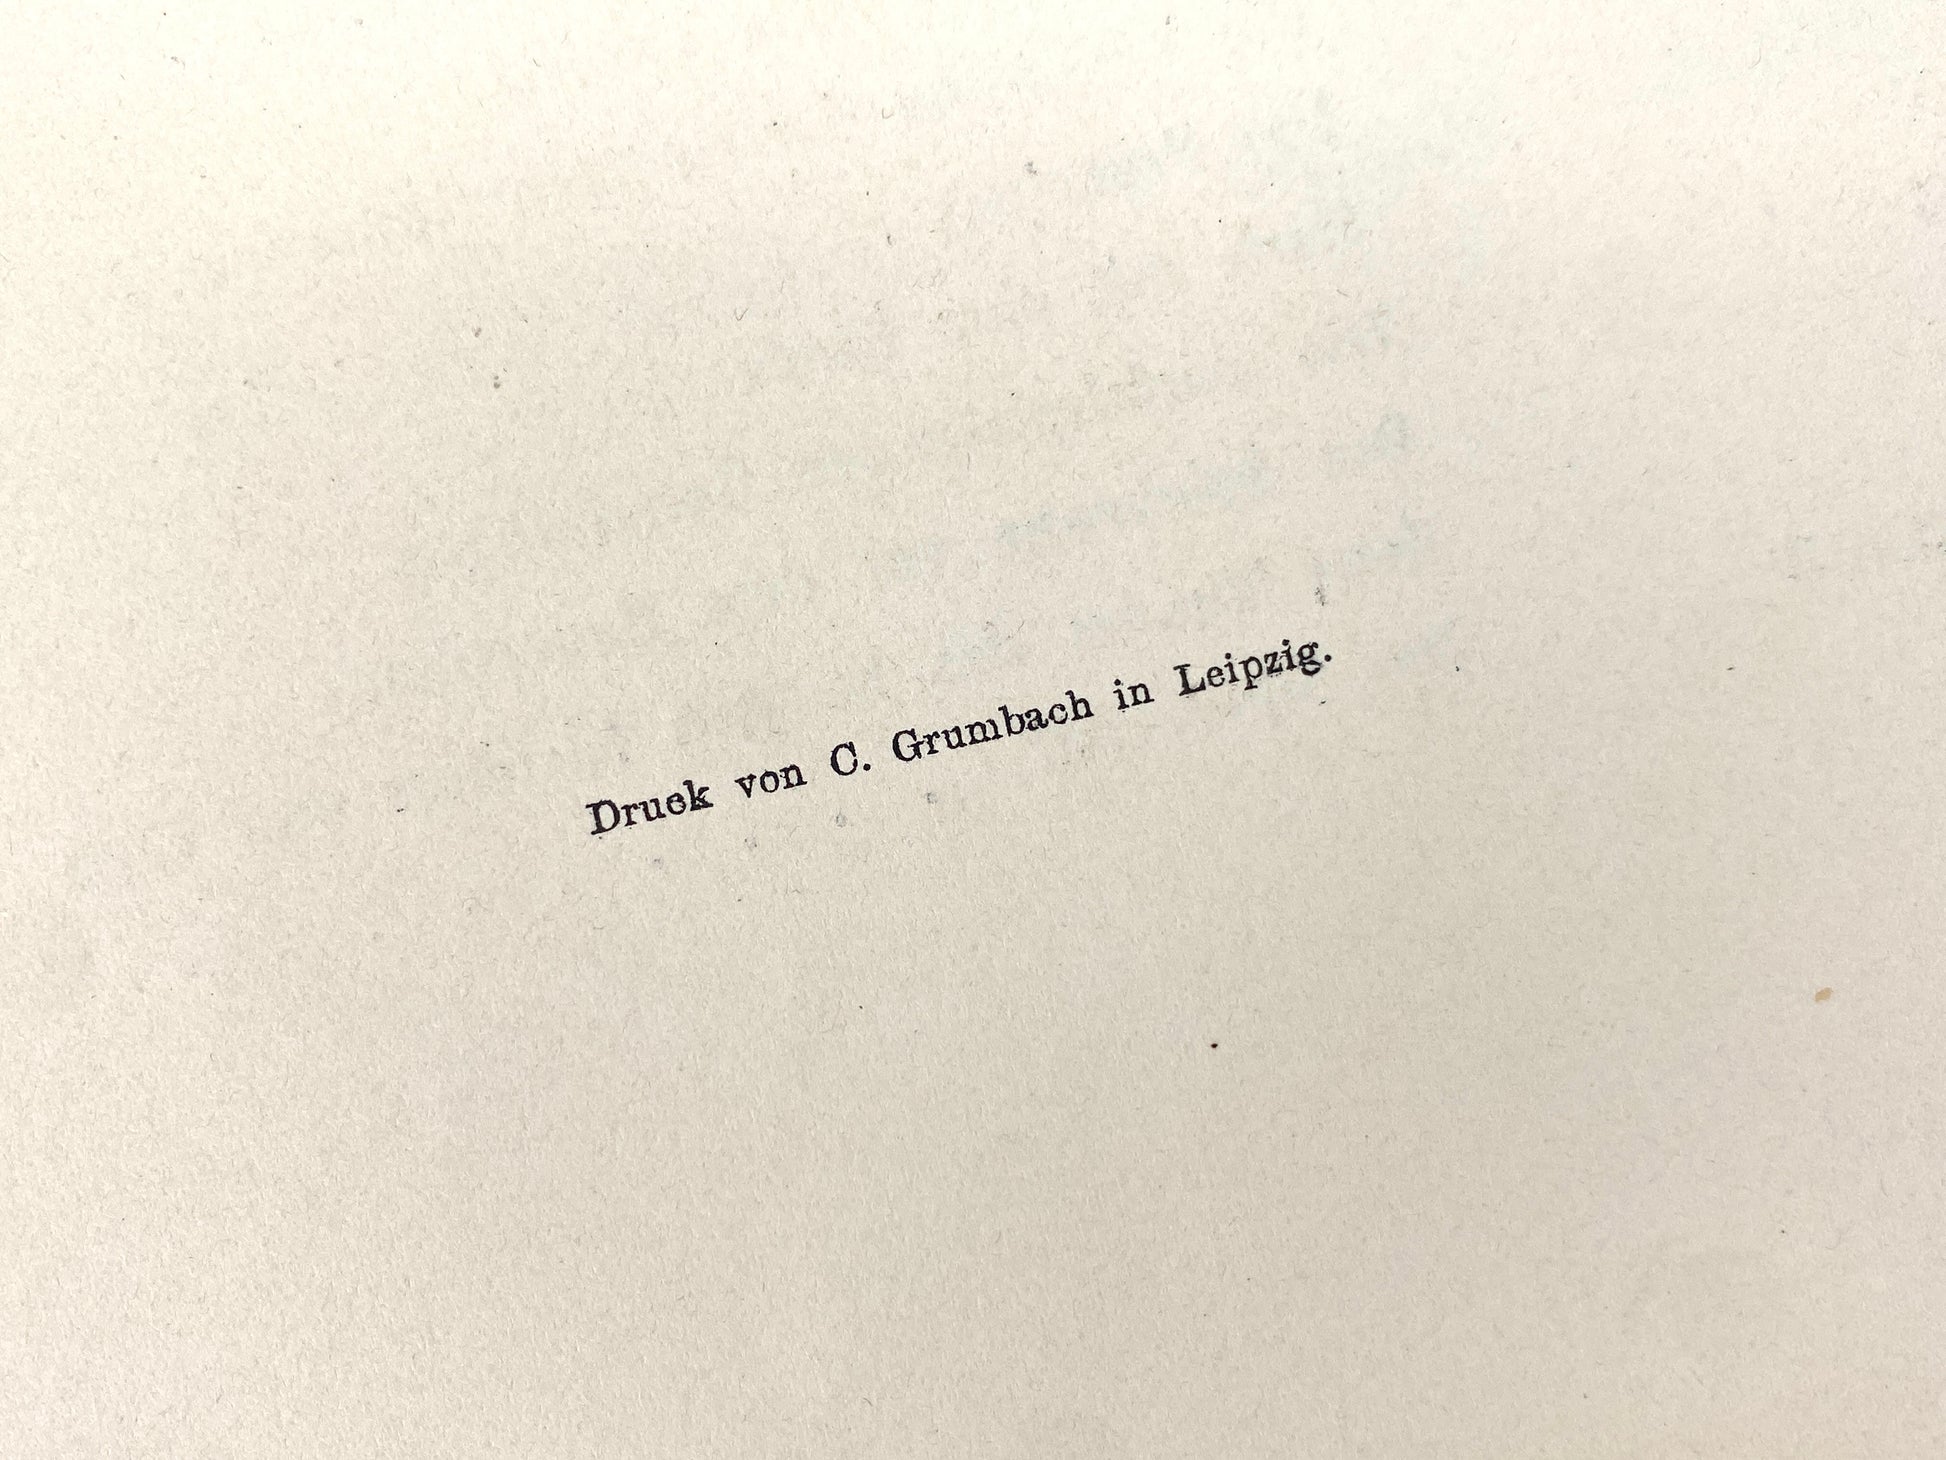 Druck von C. Grumbach in Leipzig.